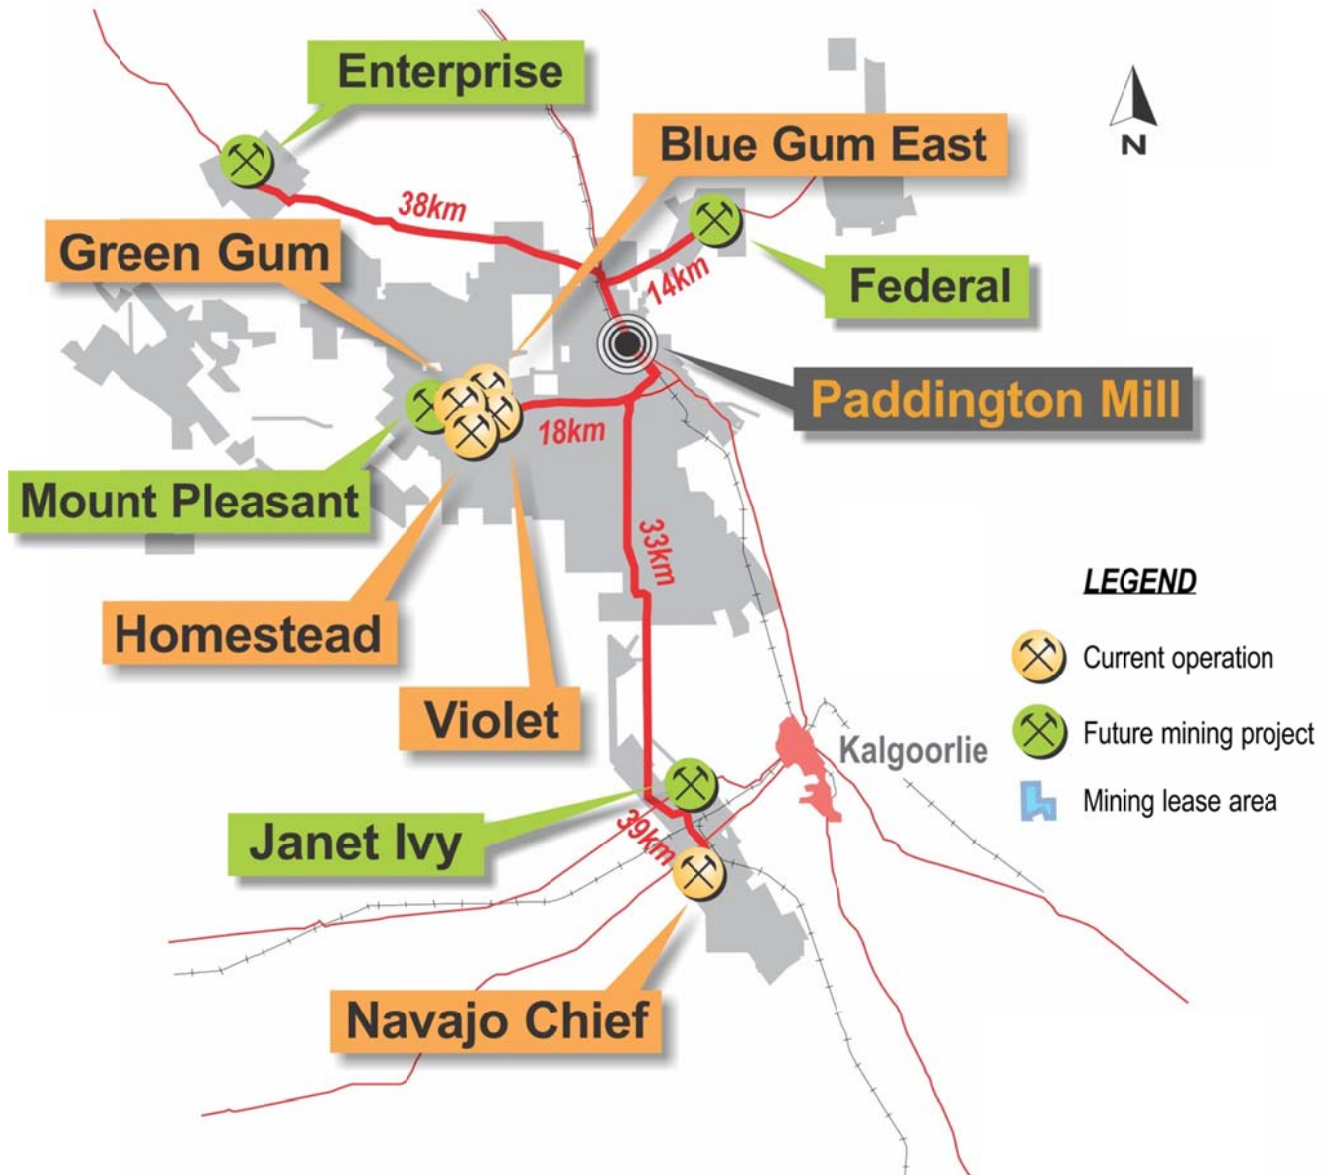 Enterprise
Blue Gum East
N
38km
Green Gum
14km
Federal
Paddington Mill
18km
Mount Pleasant
33km
LEGEND
Homestead
Current operation
Violet
Future mining project
Kalgoorlie
Mining lease area
Janet Ivy
39km
Navajo Chief